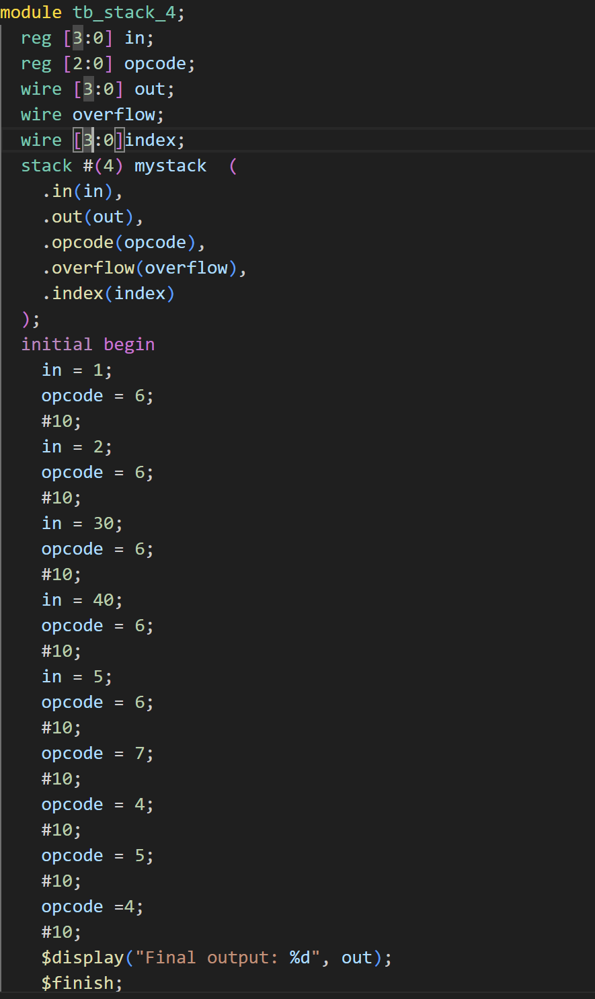 module tb_stack_4;
  reg [3:0] in;
  reg [2:0] opcode;
  wire [3:0] out;
  wire overflow;
  wire [3:0]index;
  stack #(4) mystack  (
    .in(in),
    .out(out),
    .opcode(opcode),
    .overflow(overflow),
    .index(index)
  );
  initial begin
    in = 1;
    opcode = 6;
    #10;
    in = 2;
    opcode = 6;
    #10;
    in = 30;
    opcode = 6;
    #10;
    in = 40;
    opcode = 6;
    #10;
    in = 5;
    opcode = 6;
    #10;
    opcode = 7;
    #10;
    opcode = 4;
    #10;
    opcode = 5;
    #10;
    opcode =4;
    #10;
    $display("Final output: %d", out);
    $finish;